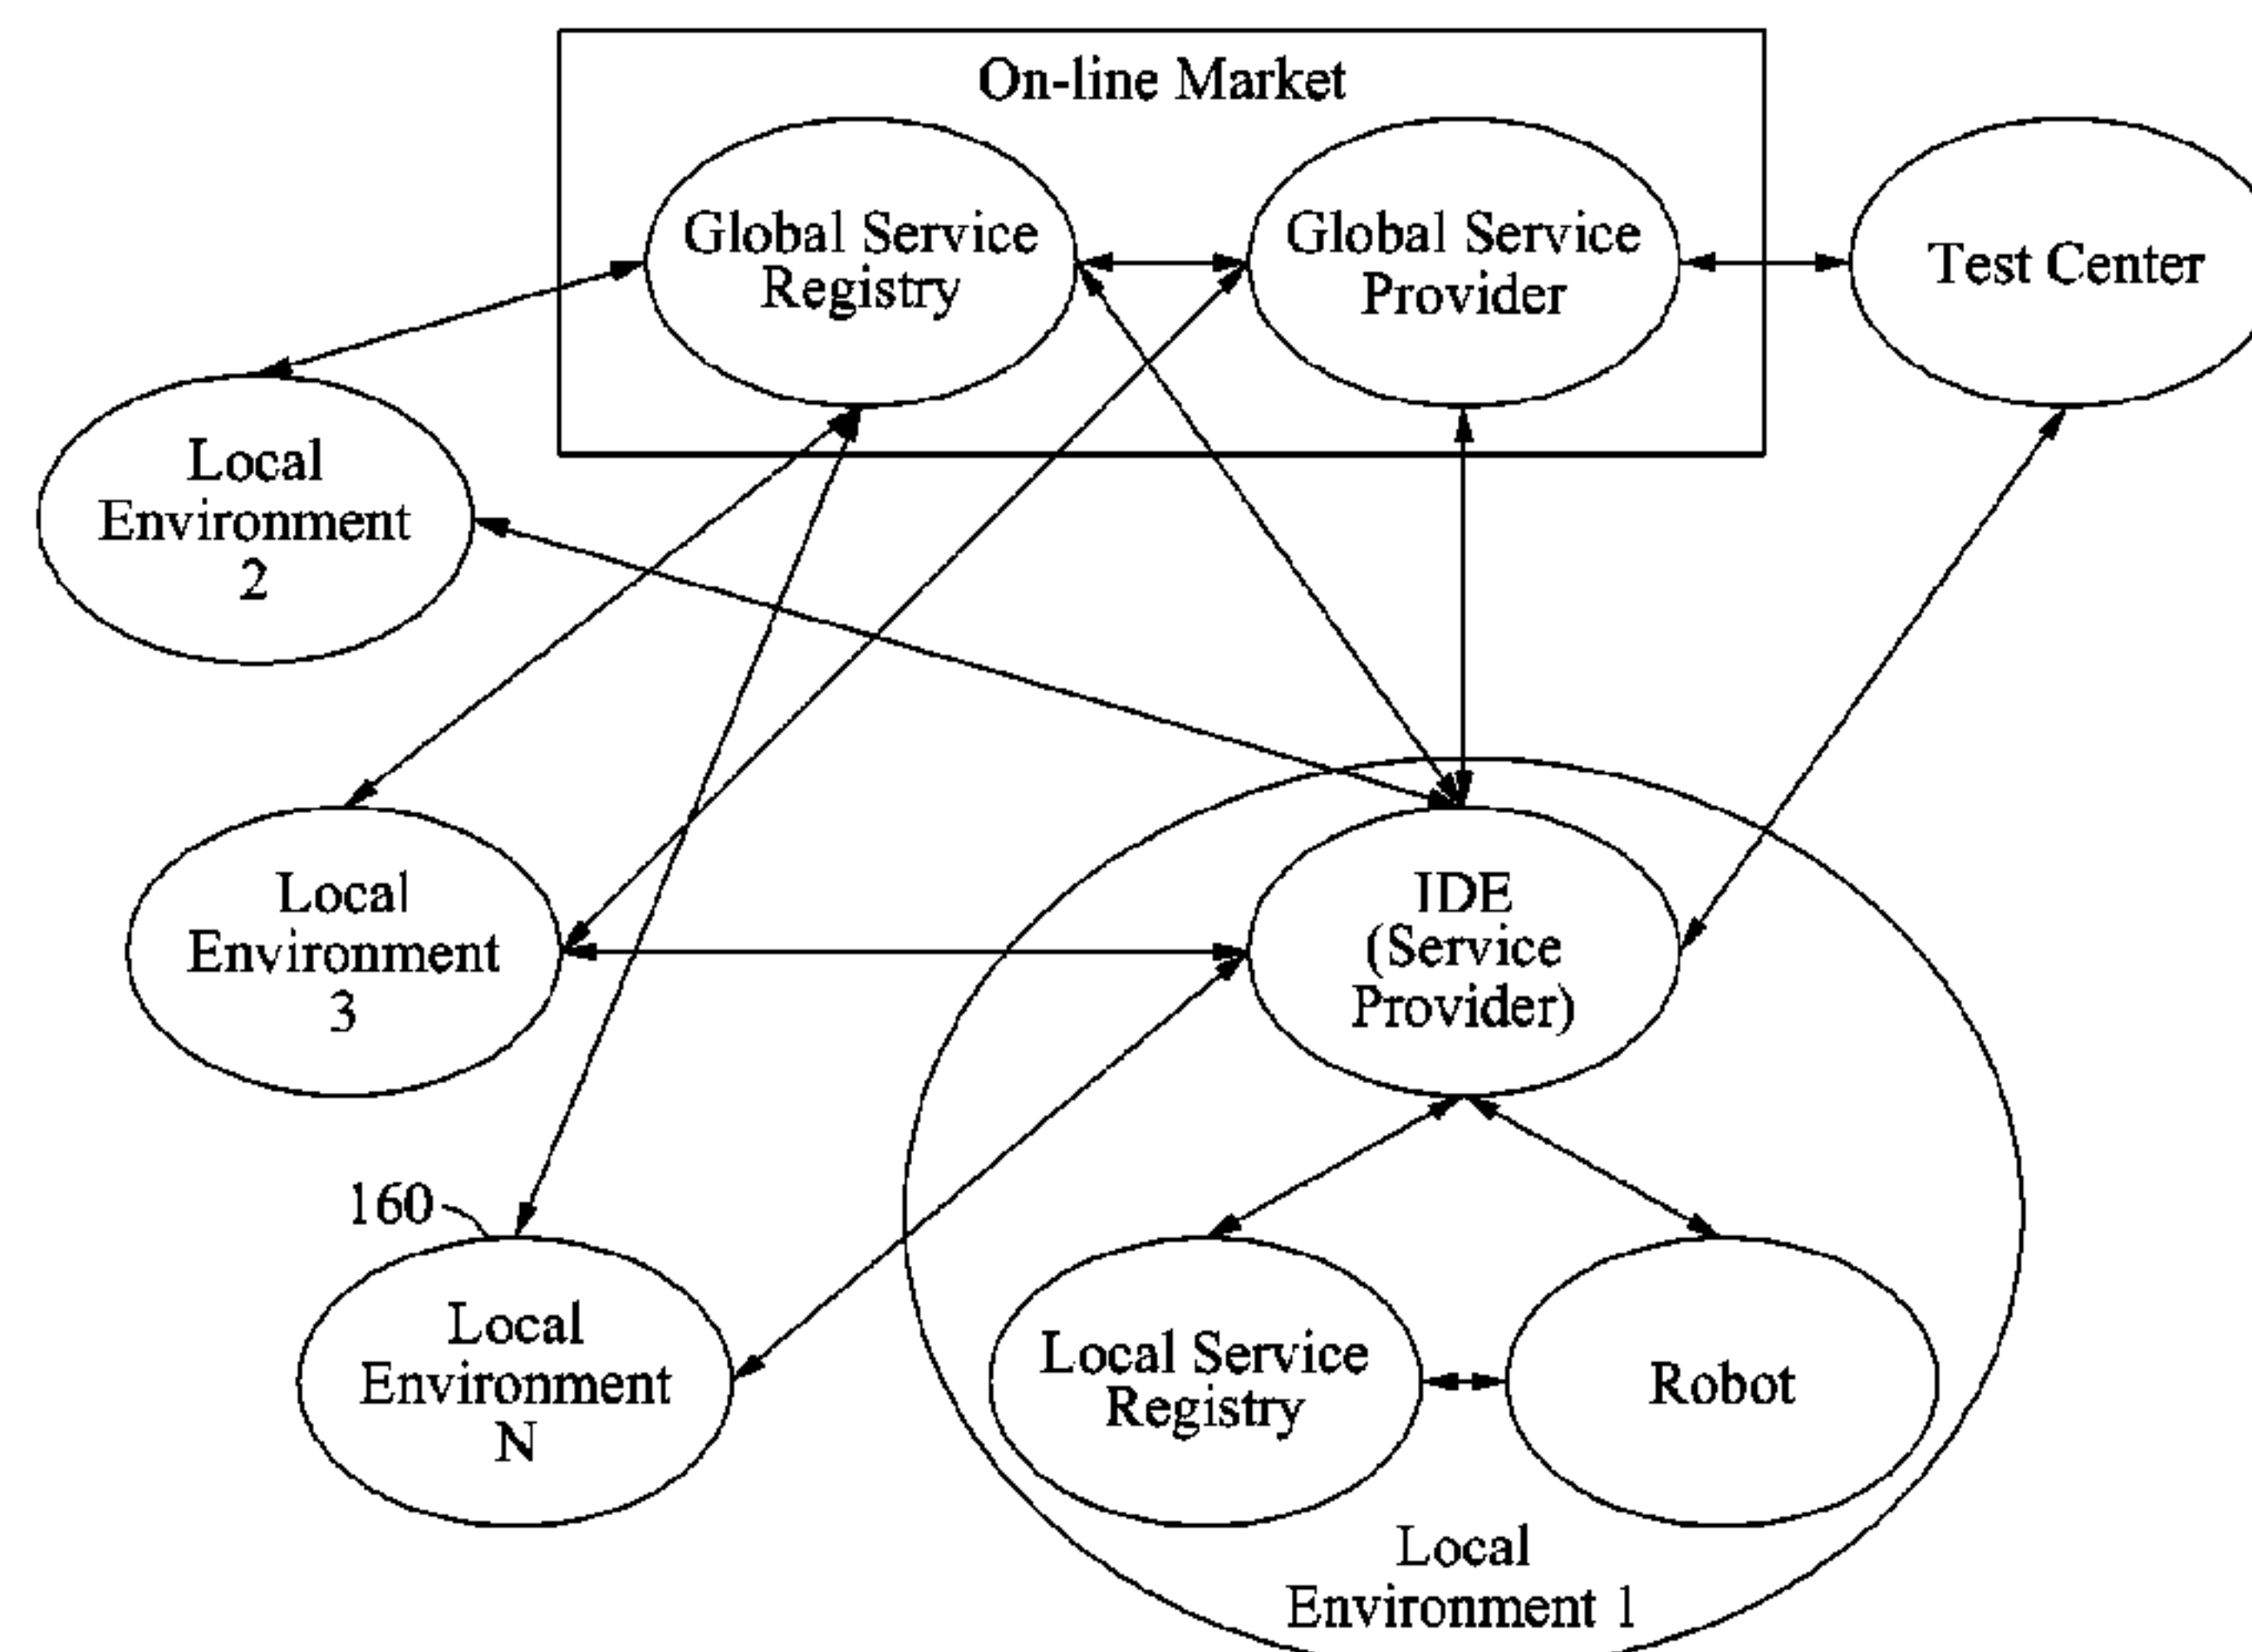 On-line Market
Global Service
Registry
Global Service
Provider
Test Center
Local
Environment
2
Local
Environment
3
IDE
(Service
Provider)
160
Local
Environment
N
Local Service
Registry
Robot
Local
Environment 1